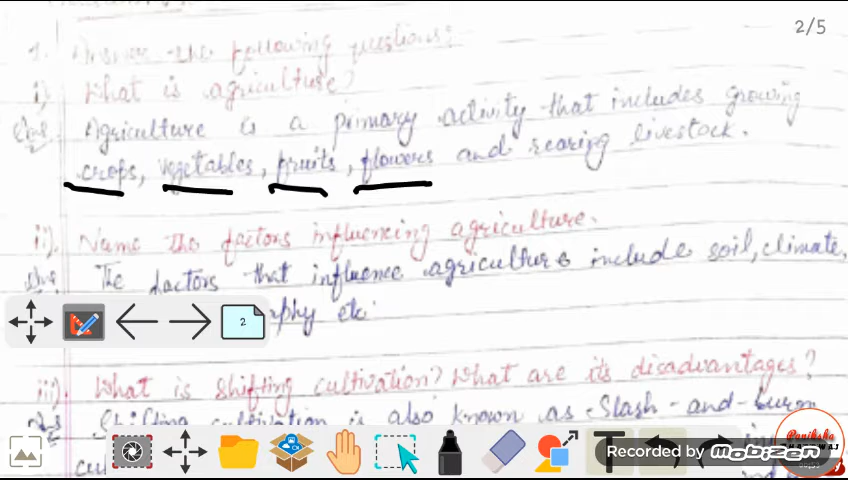 2/5
1. Answer the following questions:
i) What is agriculture?
Ans. Agriculture is a primary activity that includes growing
crops, vegetables, fruits, flowers and rearing livestock.
ii). Name the factors influencing agriculture.
Ans. The factors that influence agriculture include soil, climate,
etc.
2
iii). What is shifting cultivation? What are its disadvantages?
Ans Shifting cultivation is also known as Slash-and-burn
Recorded by mobizen